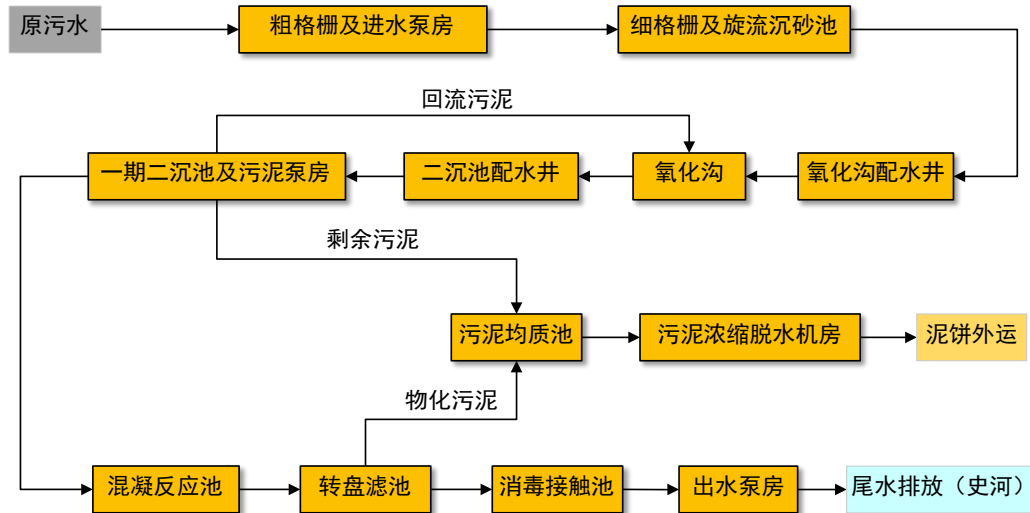 原污水
粗格栅及进水泵房
细格栅及旋流沉砂池
回流污泥
一期二沉池及污泥泵房
二沉池配水井
氧化沟
氧化沟配水井
剩余污泥
污泥均质池
污泥浓缩脱水机房
泥饼外运
物化污泥
混凝反应池
转盘滤池
消毒接触池
出水泵房
尾水排放（史河）